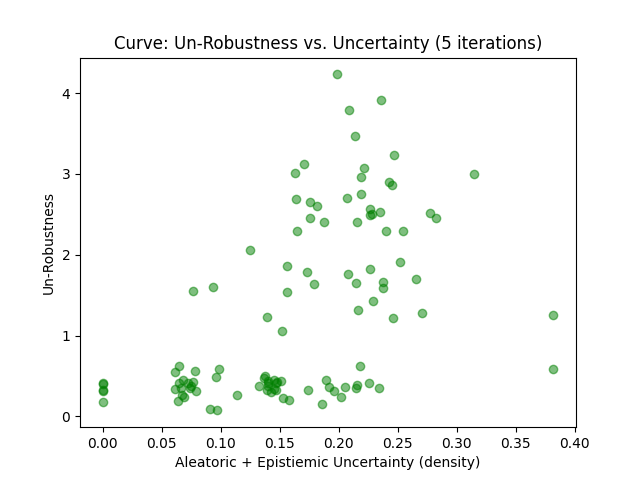 Curve: Un-Robustness vs. Uncertainty (5 iterations)
4
3
2
1
0
Un-Robustness
0.00 0.05 0.10 0.15 0.20 0.25 0.30 0.35 0.40
Aleatoric + Epistiemic Uncertainty (density)